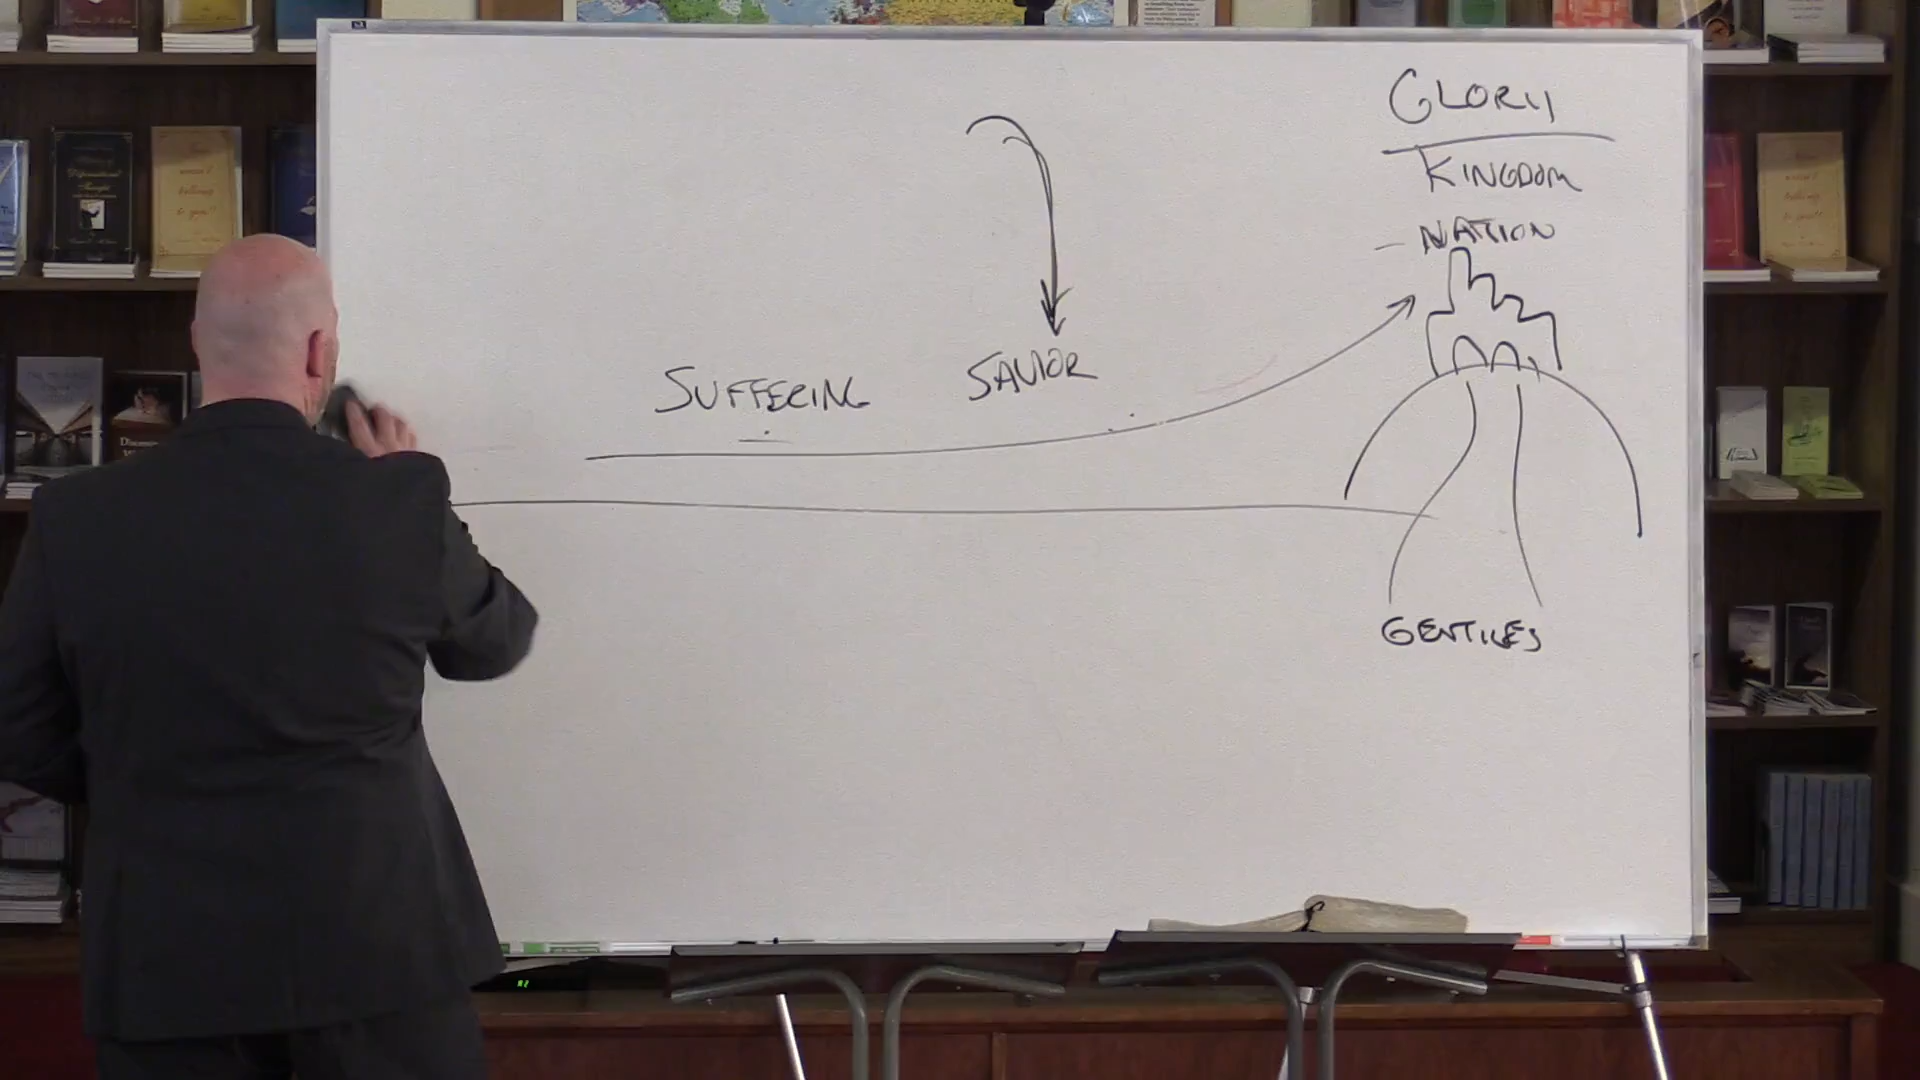 GLORY
KINGDOM
- NATION
SUFFERING
SAVIOR
GENTILES